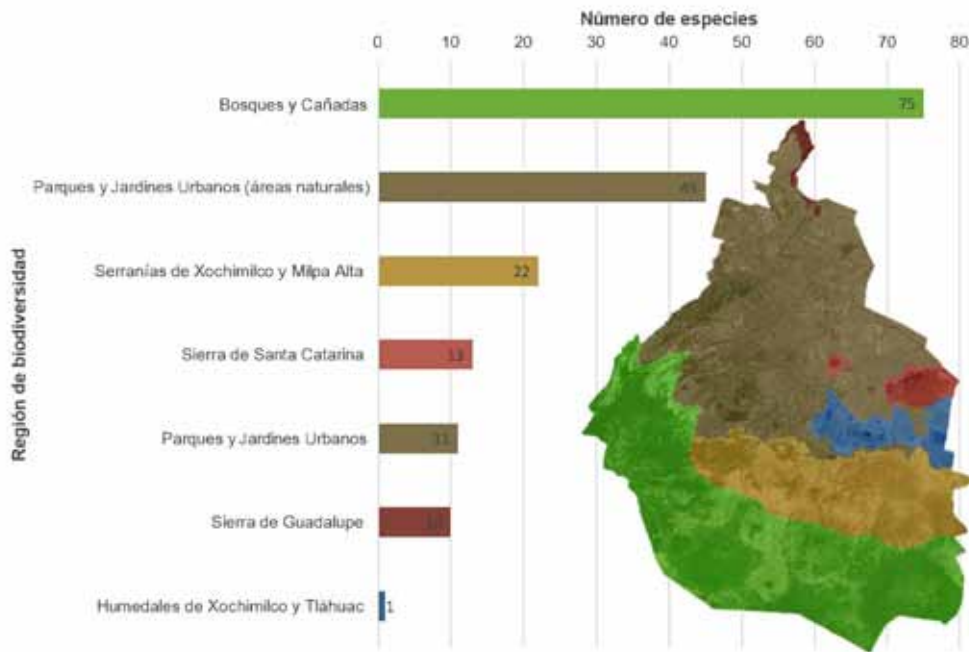 Número de especies
0 10 20 30 40 50 60 70 80
Región de biodiversidad
Bosques y Cañadas 75
Parques y Jardines Urbanos (áreas naturales) 45
Serranías de Xochimilco y Milpa Alta 22
Sierra de Santa Catarina 13
Parques y Jardines Urbanos 11
Sierra de Guadalupe 10
Humedales de Xochimilco y Tláhuac 1